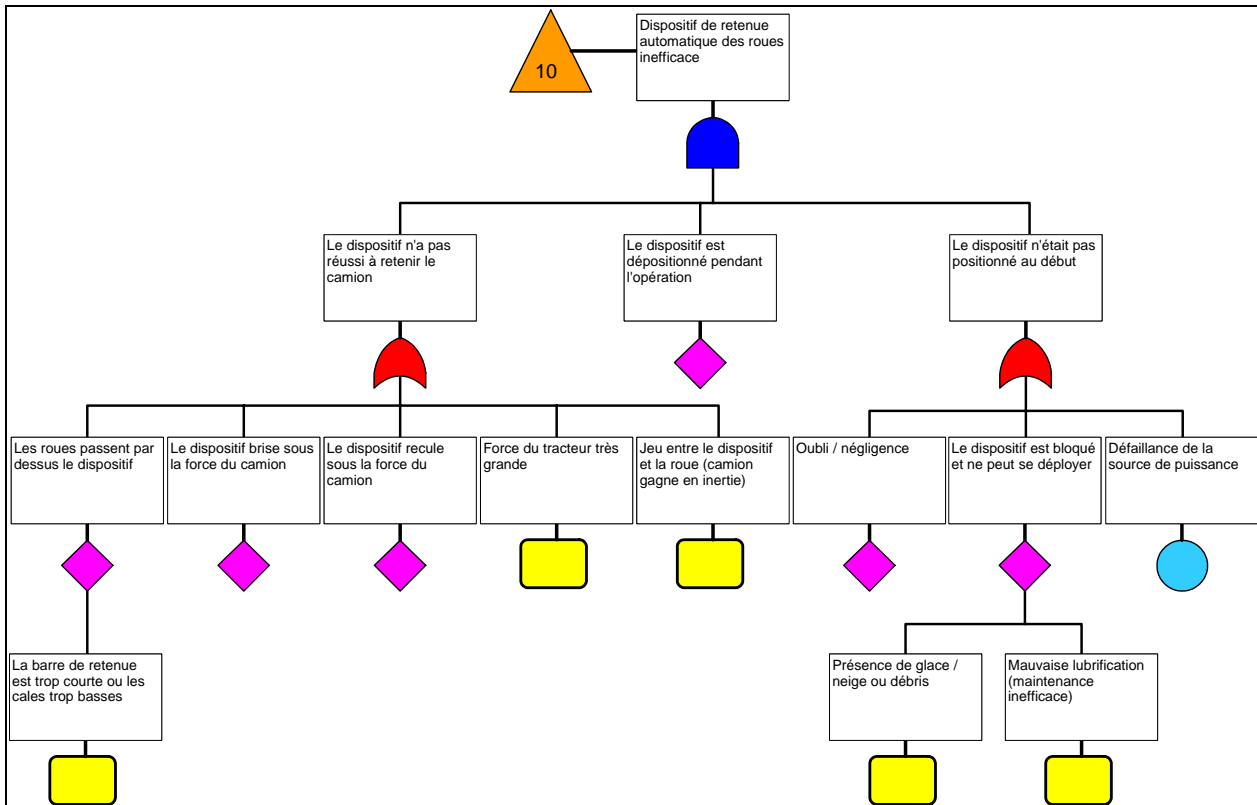 Dispositif de retenue
automatique des roues
inefficace
10
Le dispositif n'a pas
réussi à retenir le
camion
Le dispositif est
dépositionné pendant
l'opération
Le dispositif n'était pas
positionné au début
Les roues passent par
dessus le dispositif
Le dispositif brise sous
la force du camion
Le dispositif recule
sous la force du
camion
Force du tracteur très
grande
Jeu entre le dispositif
et la roue (camion
gagne en inertie)
Oubli / négligence
Le dispositif est bloqué
et ne peut se déployer
Défaillance de la
source de puissance
La barre de retenue
est trop courte ou les
cales trop basses
Présence de glace /
neige ou débris
Mauvaise lubrification
(maintenance
inefficace)